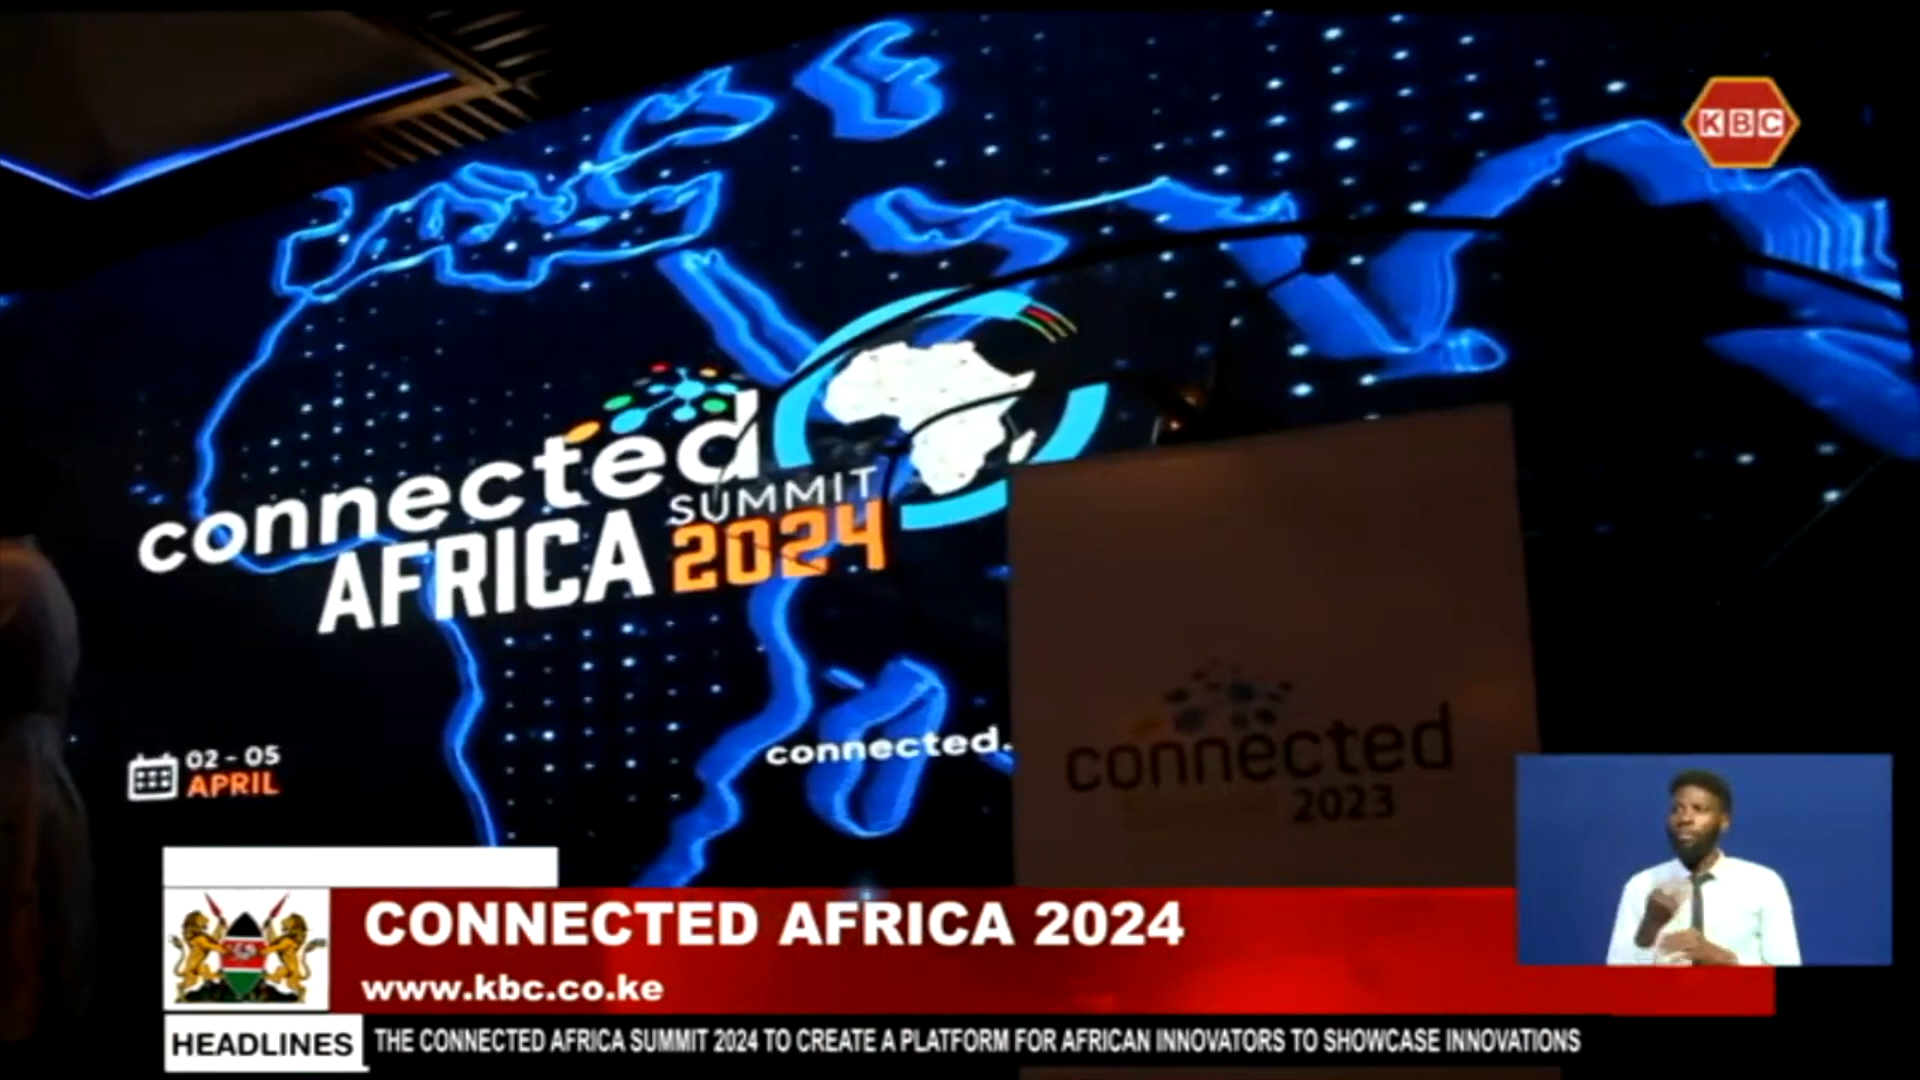 KBC
connected
SUMMIT
AFRICA 2024
02 - 05
APRIL
connected.
connected
2023
CONNECTED AFRICA 2024
www.kbc.co.ke
HEADLINES
THE CONNECTED AFRICA SUMMIT 2024 TO CREATE A PLATFORM FOR AFRICAN INNOVATORS TO SHOWCASE INNOVATIONS